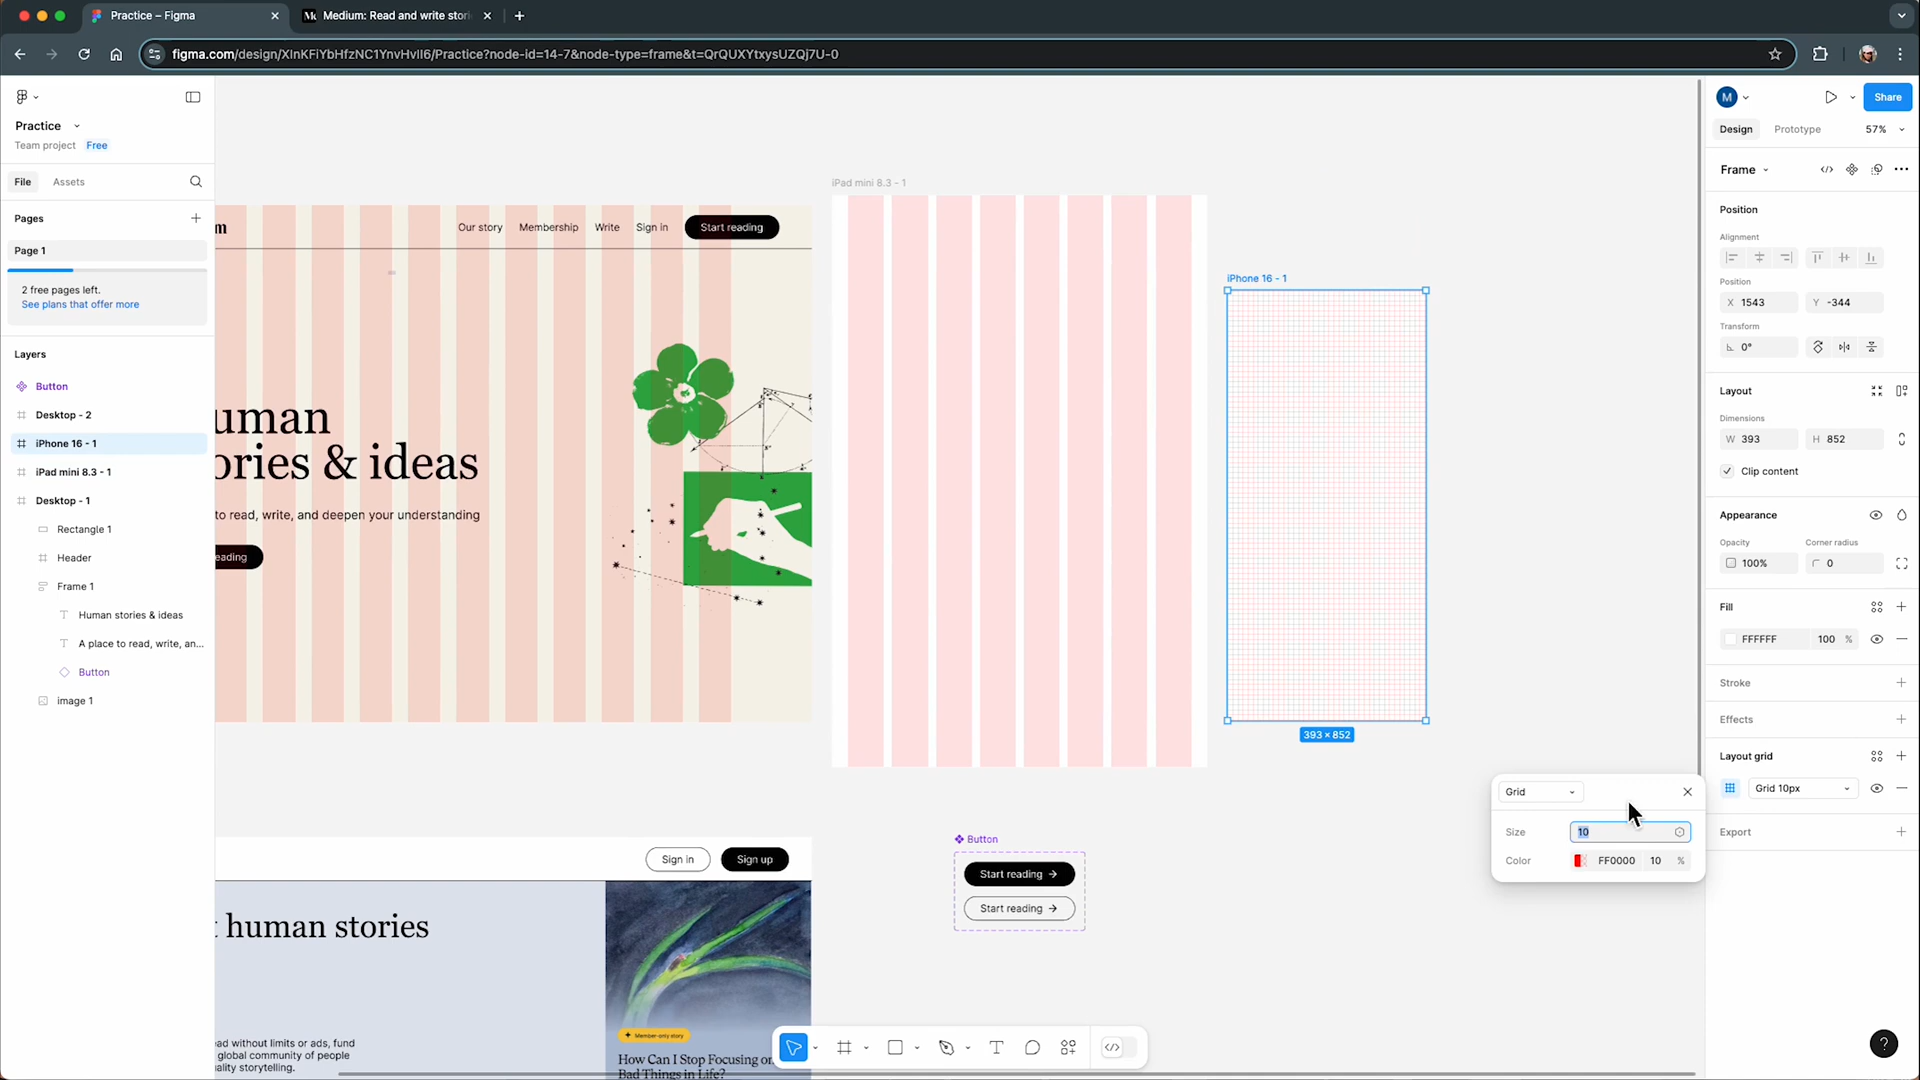 Practice – Figma
Medium: Read and write stori
figma.com/design/XlnKFiYbHfzNC1YnvHvlI6/Practice?node-id=14-7&node-type=frame&t=QrQUXYtxysUZQj7U-0
Practice
Team project Free
File Assets
Pages
Page 1
2 free pages left.
See plans that offer more
Layers
Button
Desktop - 2
iPhone 16 - 1
iPad mini 8.3 - 1
Desktop - 1
Rectangle 1
Header
Frame 1
Human stories & ideas
A place to read, write, an...
Button
image 1
m
Our story Membership Write Sign in Start reading
uman
ories & ideas
to read, write, and deepen your understanding
eading
iPad mini 8.3 - 1
iPhone 16 - 1
393 × 852
Sign in Sign up
t human stories
ad without limits or ads, fund
global community of people
ality storytelling.
Member-only story
How Can I Stop Focusing on
Bad Things in Life?
Button
Start reading →
Start reading →
Grid
Size 10
Color FF0000 10 %
M Share
Design Prototype 57%
Frame
Position
Alignment
Position
X 1543 Y -344
Transform
0°
Layout
Dimensions
W 393 H 852
Clip content
Appearance
Opacity Corner radius
100% 0
Fill
FFFFFF 100 %
Stroke
Effects
Layout grid
Grid 10px
Export
?